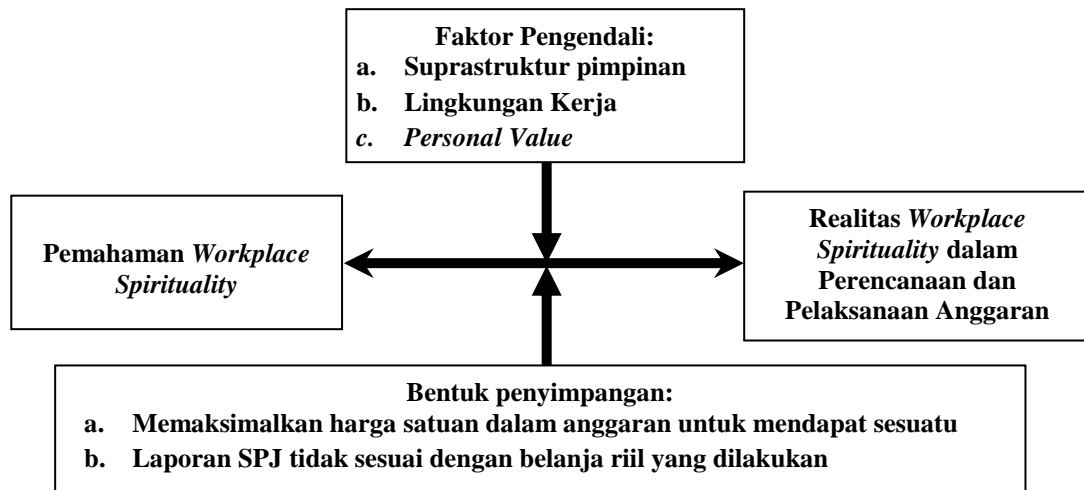 Faktor Pengendali:
a. Suprastruktur pimpinan
b. Lingkungan Kerja
c. Personal Value
Pemahaman Workplace
Spirituality
Realitas Workplace
Spirituality dalam
Perencanaan dan
Pelaksanaan Anggaran
Bentuk penyimpangan:
a. Memaksimalkan harga satuan dalam anggaran untuk mendapat sesuatu
b. Laporan SPJ tidak sesuai dengan belanja riil yang dilakukan